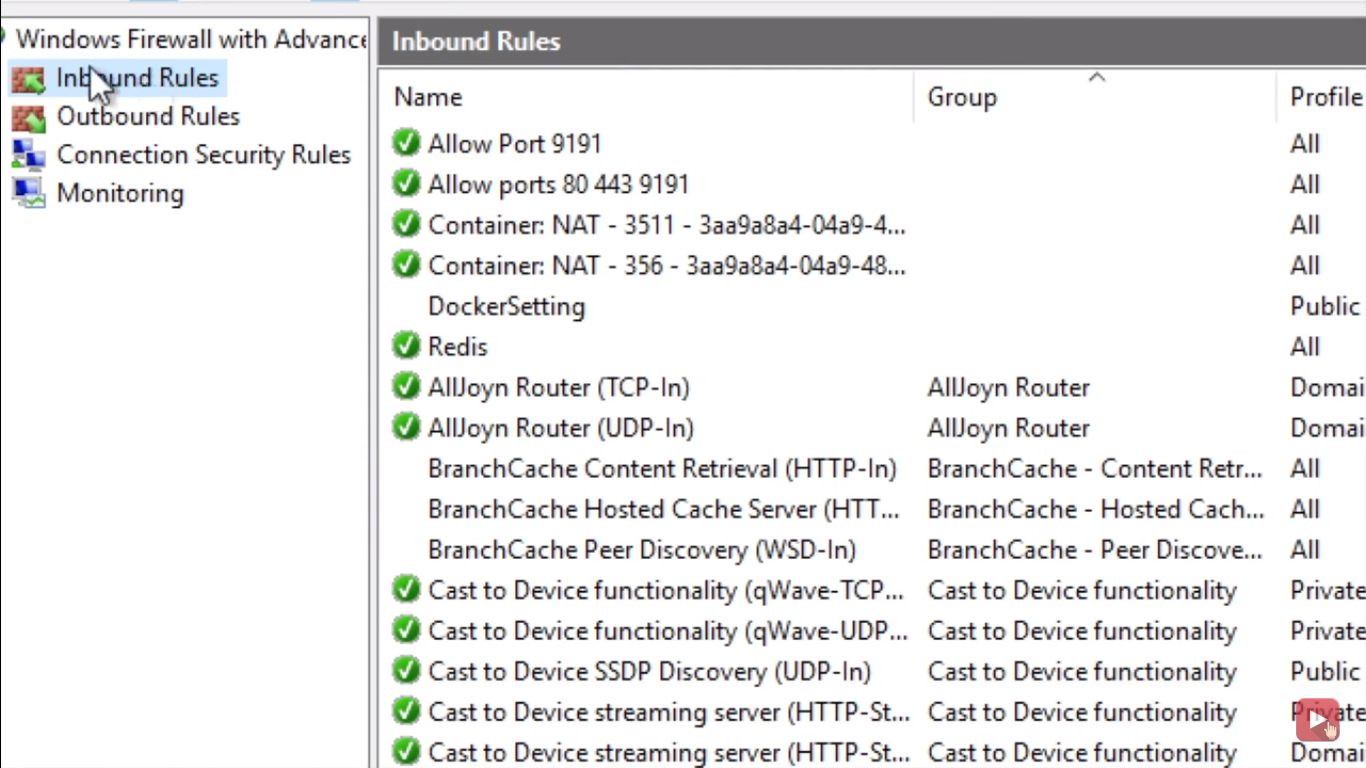 Windows Firewall with Advance
Inbound Rules
Outbound Rules
Connection Security Rules
Monitoring
Inbound Rules
Name Group Profile
Allow Port 9191 All
Allow ports 80 443 9191 All
Container: NAT - 3511 - 3aa9a8a4-04a9-4... All
Container: NAT - 356 - 3aa9a8a4-04a9-48... All
DockerSetting Public
Redis All
AllJoyn Router (TCP-In) AllJoyn Router Domai
AllJoyn Router (UDP-In) AllJoyn Router Domai
BranchCache Content Retrieval (HTTP-In) BranchCache - Content Retr... All
BranchCache Hosted Cache Server (HTT... BranchCache - Hosted Cach... All
BranchCache Peer Discovery (WSD-In) BranchCache - Peer Discove... All
Cast to Device functionality (qWave-TCP... Cast to Device functionality Private
Cast to Device functionality (qWave-UDP... Cast to Device functionality Private
Cast to Device SSDP Discovery (UDP-In) Cast to Device functionality Public
Cast to Device streaming server (HTTP-St... Cast to Device functionality Private
Cast to Device streaming server (HTTP-St... Cast to Device functionality Domai